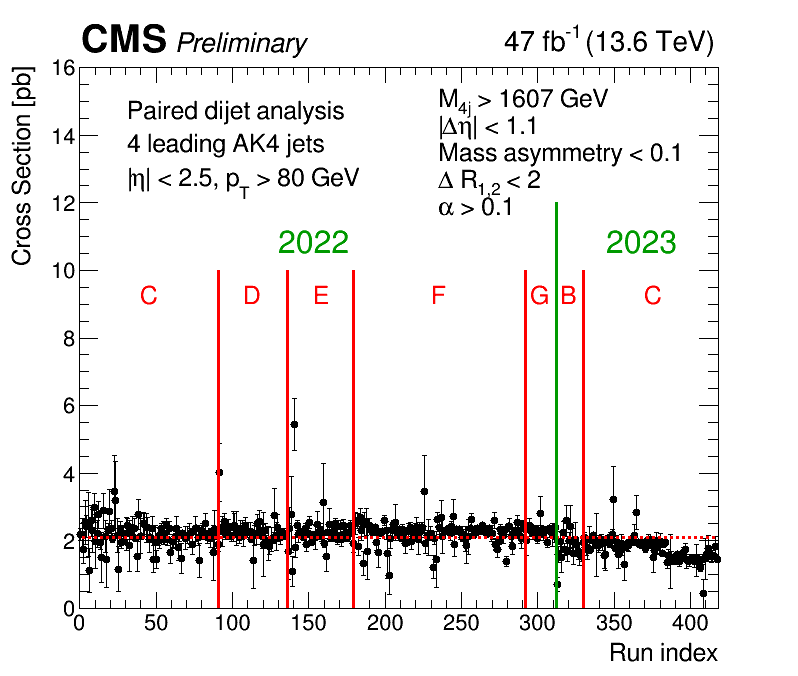 CMS Preliminary 47 fb⁻¹ (13.6 TeV)
Cross Section [pb]
16
14
12
10
8
6
4
2
0
Paired dijet analysis
4 leading AK4 jets
|η| < 2.5, p_T > 80 GeV
M_4j > 1607 GeV
|Δη| < 1.1
Mass asymmetry < 0.1
Δ R_1,2 < 2
α > 0.1
2022 2023
C D E F G B C
0 50 100 150 200 250 300 350 400
Run index